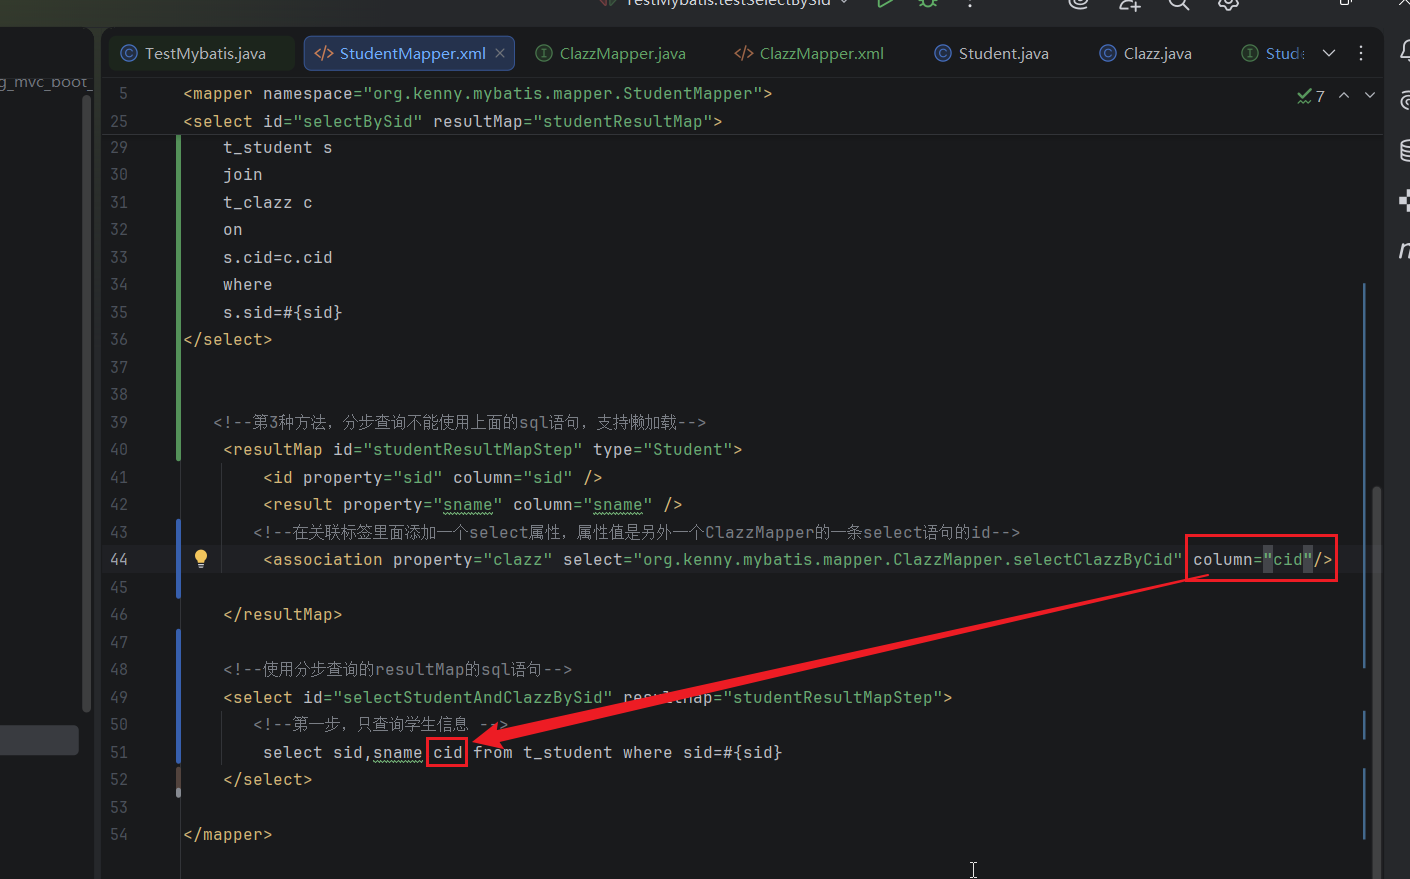 TestMybatis.testSelectBySid
TestMybatis.java StudentMapper.xml ClazzMapper.java ClazzMapper.xml Student.java Clazz.java Stud
g_mvc_boot_
7
5 <mapper namespace="org.kenny.mybatis.mapper.StudentMapper">
25 <select id="selectBySid" resultMap="studentResultMap">
29 t_student s
30 join
31 t_clazz c
32 on
33 s.cid=c.cid
34 where
35 s.sid=#{sid}
36 </select>
37
38
39 <!--第3种方法，分步查询不能使用上面的sql语句，支持懒加载-->
40 <resultMap id="studentResultMapStep" type="Student">
41 <id property="sid" column="sid" />
42 <result property="sname" column="sname" />
43 <!--在关联标签里面添加一个select属性，属性值是另外一个ClazzMapper的一条select语句的id-->
44 <association property="clazz" select="org.kenny.mybatis.mapper.ClazzMapper.selectClazzByCid" column="cid"/>
45
46 </resultMap>
47
48 <!--使用分步查询的resultMap的sql语句-->
49 <select id="selectStudentAndClazzBySid" resultMap="studentResultMapStep">
50 <!--第一步，只查询学生信息 -->
51 select sid,sname cid from t_student where sid=#{sid}
52 </select>
53
54 </mapper>